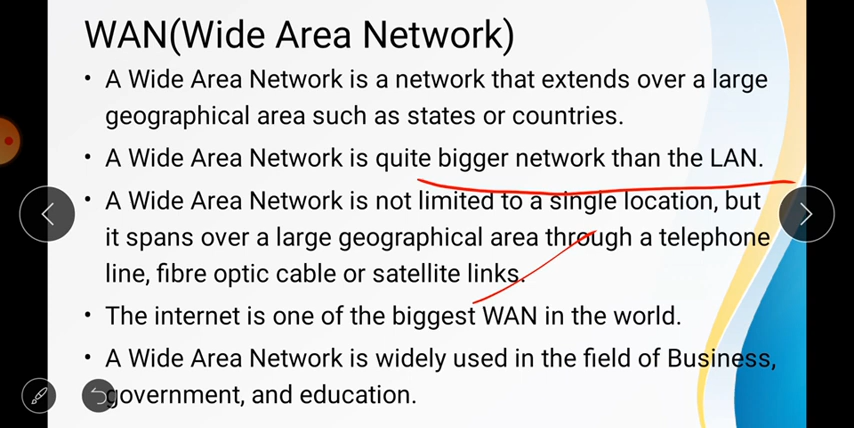 WAN(Wide Area Network)
• A Wide Area Network is a network that extends over a large
geographical area such as states or countries.
• A Wide Area Network is quite bigger network than the LAN.
• A Wide Area Network is not limited to a single location, but
it spans over a large geographical area through a telephone
line, fibre optic cable or satellite links.
• The internet is one of the biggest WAN in the world.
• A Wide Area Network is widely used in the field of Business,
government, and education.